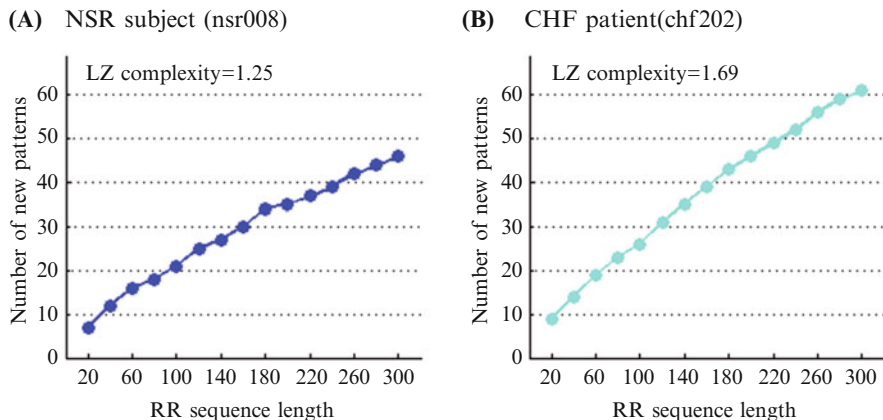 (A) NSR subject (nsr008)
LZ complexity=1.25
Number of new patterns
60
50
40
30
20
10
0
20 60 100 140 180 220 260 300
RR sequence length
(B) CHF patient(chf202)
LZ complexity=1.69
Number of new patterns
60
50
40
30
20
10
0
20 60 100 140 180 220 260 300
RR sequence length